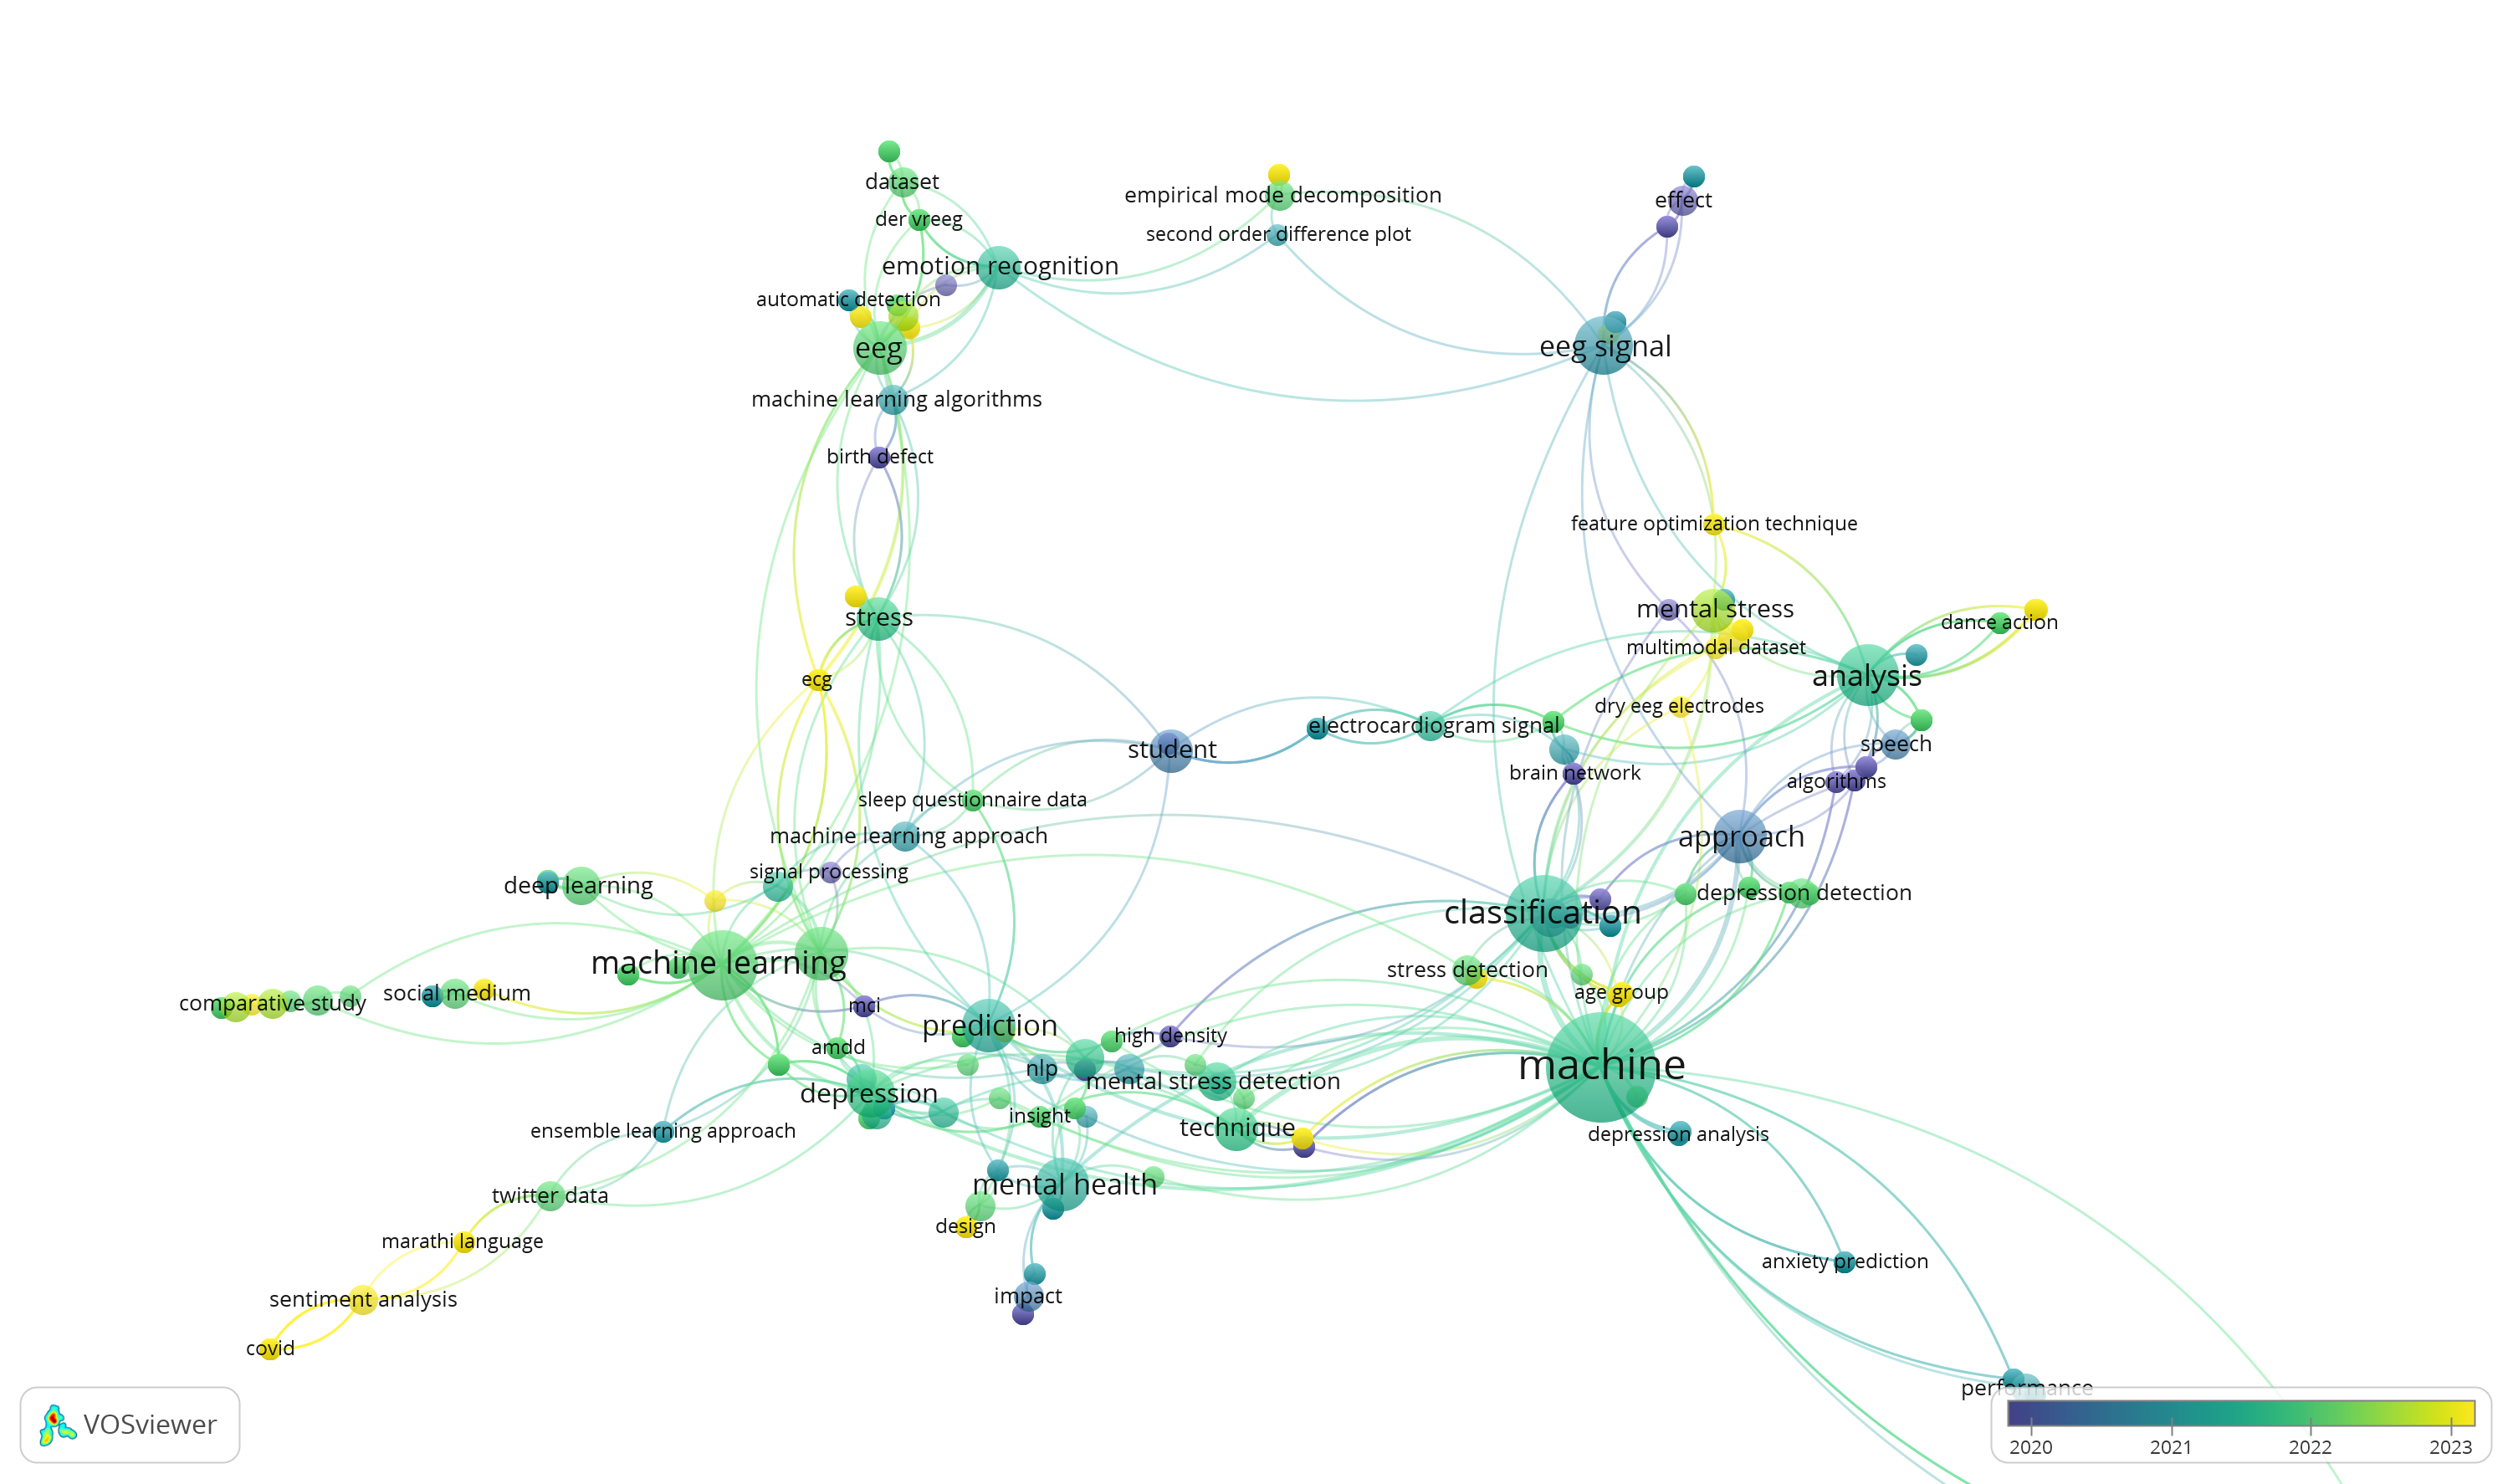 dataset
empirical mode decomposition
effect
der vreeg
second order difference plot
emotion recognition
automatic detection
eeg
eeg signal
machine learning algorithms
birth defect
feature optimization technique
stress
mental stress
dance action
multimodal dataset
ecg
analysis
dry eeg electrodes
electrocardiogram signal
student
speech
brain network
algorithms
sleep questionnaire data
machine learning approach
approach
signal processing
deep learning
depression detection
classification
machine learning
stress detection
social medium
age group
comparative study
mci
prediction
high density
amdd
nlp
machine
mental stress detection
depression
insight
technique
ensemble learning approach
depression analysis
mental health
twitter data
design
marathi language
anxiety prediction
impact
sentiment analysis
covid
performance
VOSviewer
2020 2021 2022 2023